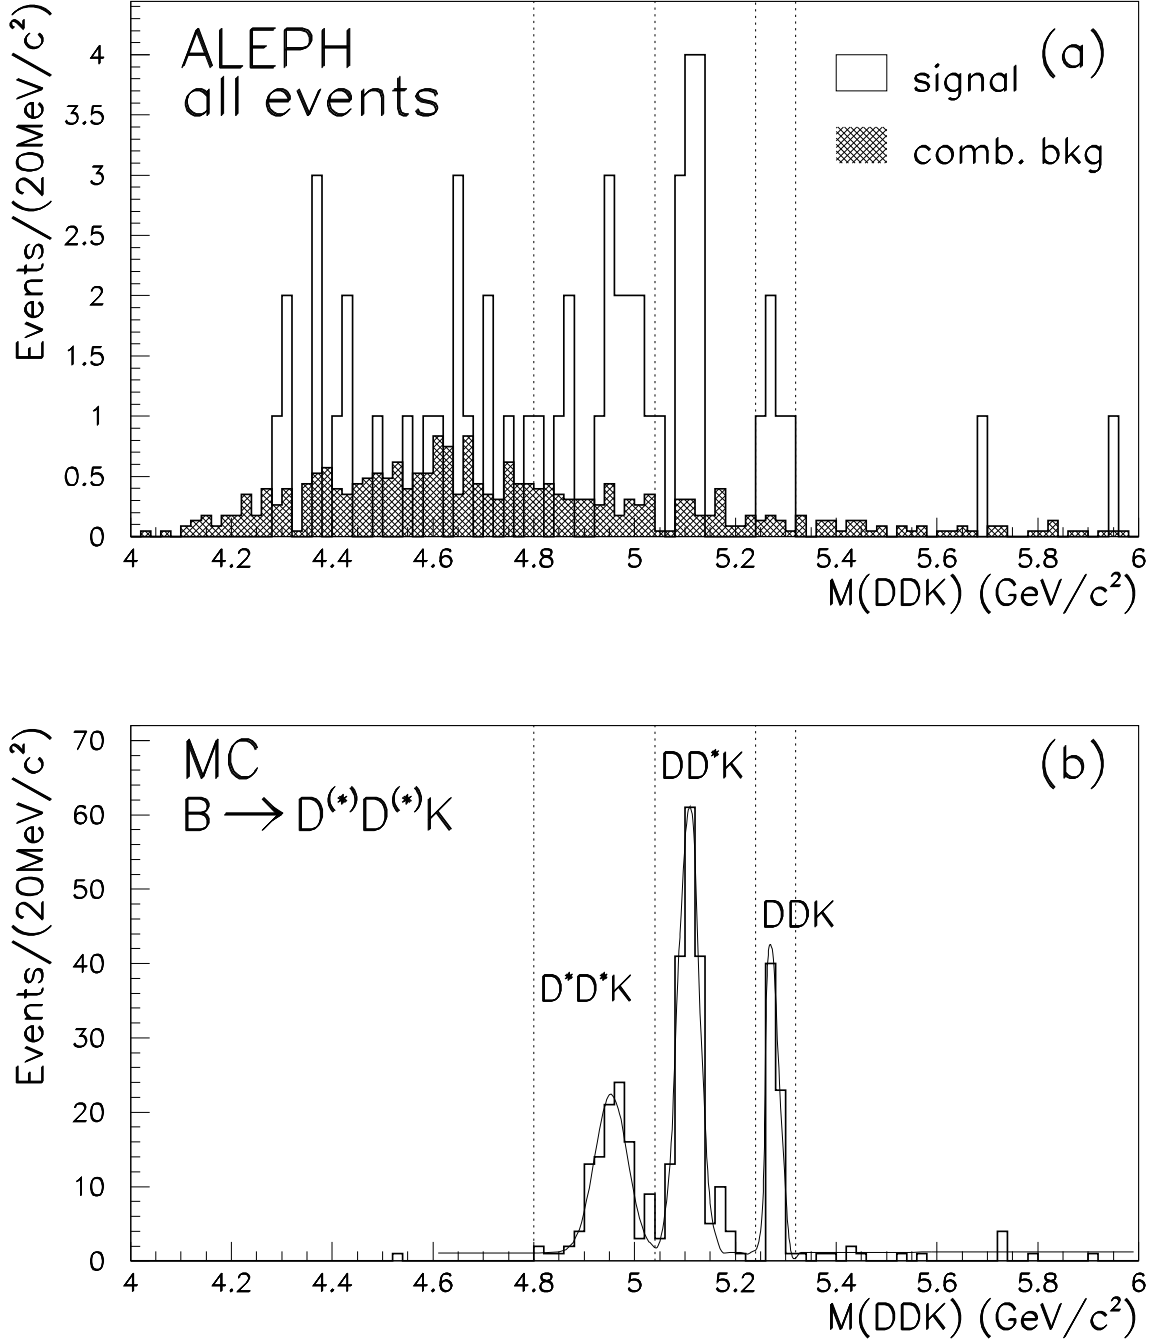 ALEPH
all events
(a)
signal
comb. bkg
Events/(20MeV/c²)
4
3.5
3
2.5
2
1.5
1
0.5
0
4 4.2 4.4 4.6 4.8 5 5.2 5.4 5.6 5.8 6
M(DDK) (GeV/c²)
MC
B → D(*)D(*)K
(b)
DD*K
DDK
D*D*K
Events/(20MeV/c²)
70
60
50
40
30
20
10
0
4 4.2 4.4 4.6 4.8 5 5.2 5.4 5.6 5.8 6
M(DDK) (GeV/c²)